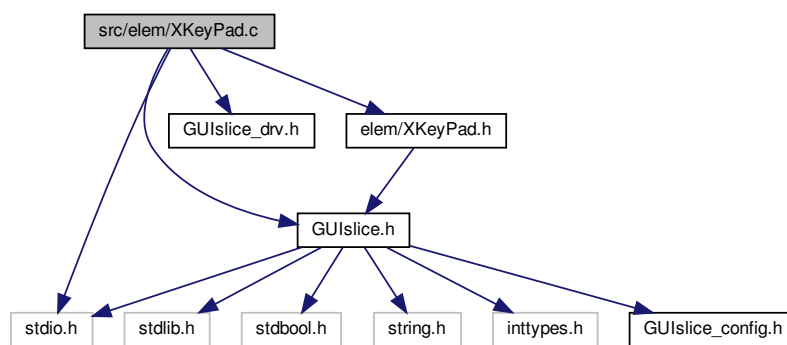 src/elem/XKeyPad.c
GUIslice_drv.h
elem/XKeyPad.h
GUIslice.h
stdio.h
stdlib.h
stdbool.h
string.h
inttypes.h
GUIslice_config.h